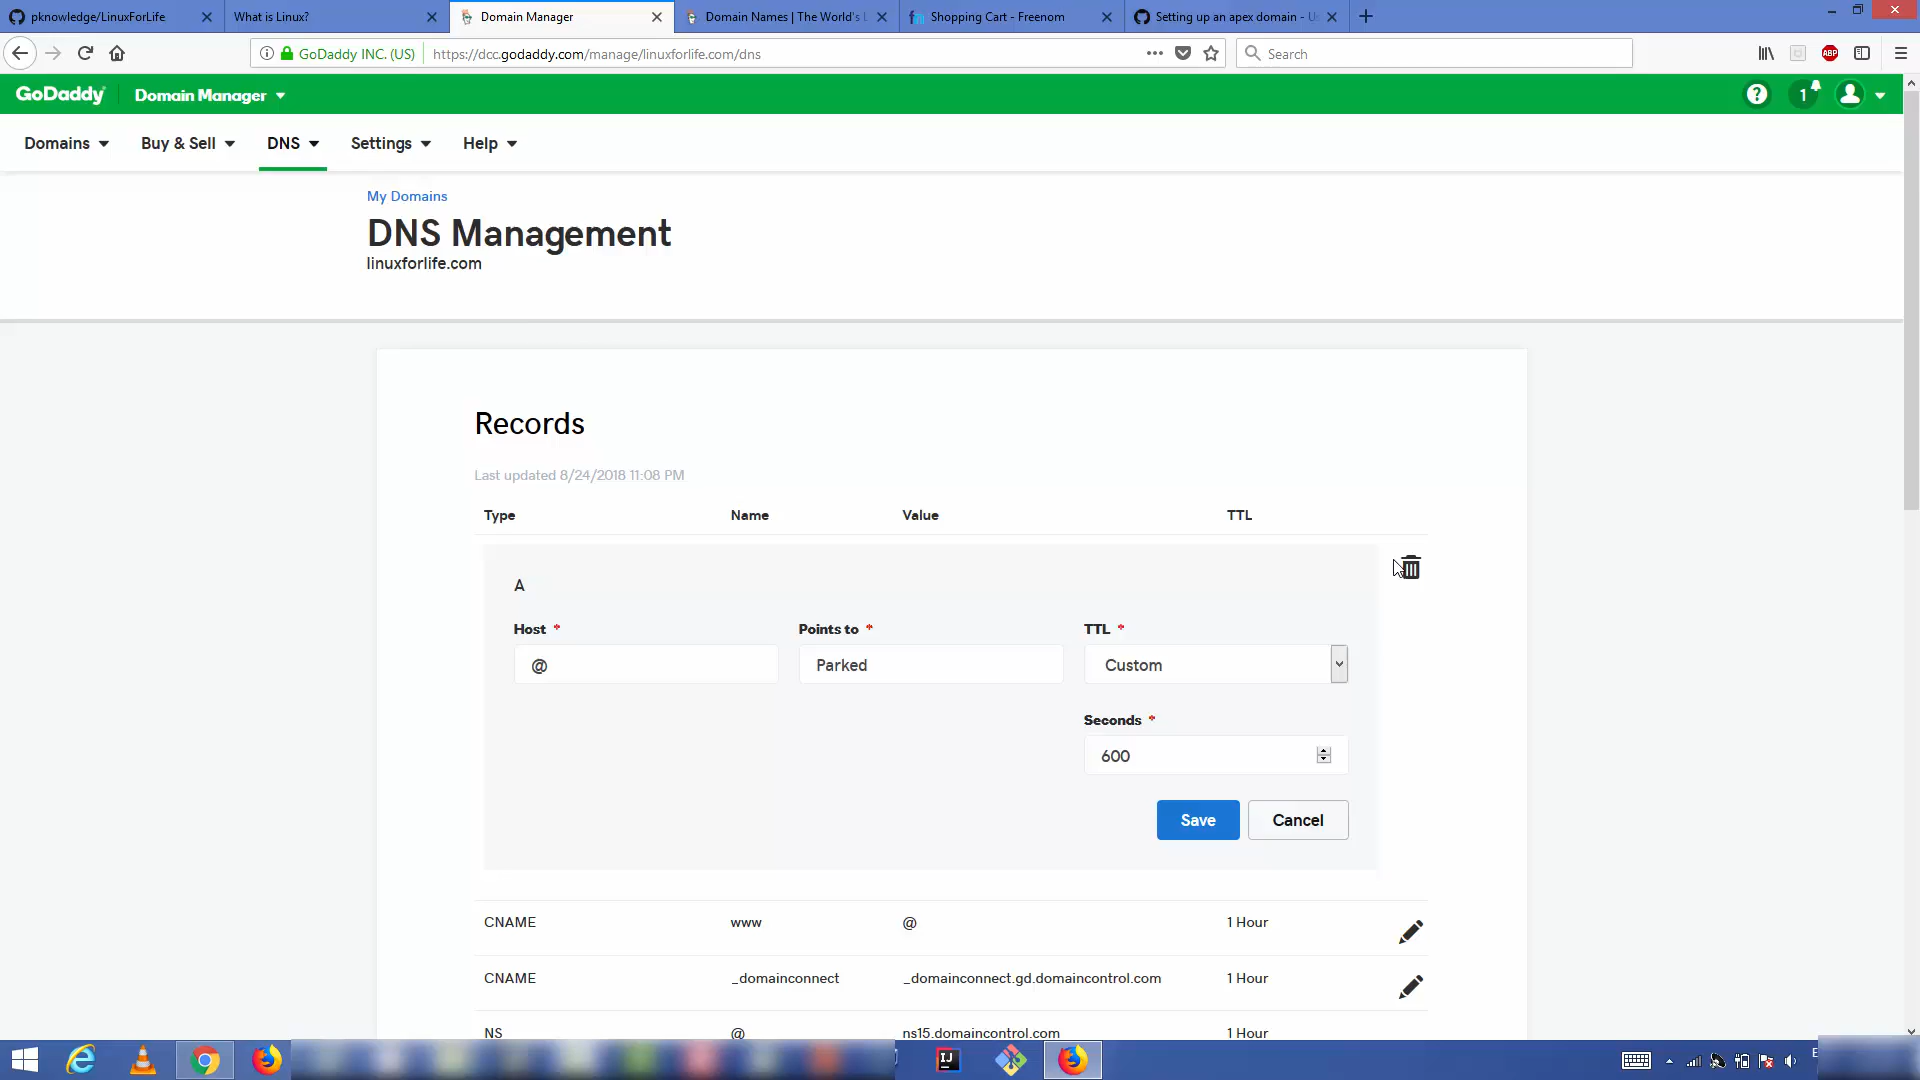 pknowledge/LinuxForLife
What is Linux?
Domain Manager
Domain Names | The World's L
Shopping Cart - Freenom
Setting up an apex domain - Us
GoDaddy INC. (US)
https://dcc.godaddy.com/manage/linuxforlife.com/dns
Search
ABP
GoDaddy
Domain Manager
?
1
Domains
Buy & Sell
DNS
Settings
Help
My Domains
DNS Management
linuxforlife.com
Records
Last updated 8/24/2018 11:08 PM
Type Name Value TTL
A
Host * Points to * TTL *
@ Parked Custom
Seconds *
600
Save Cancel
CNAME www @ 1 Hour
CNAME _domainconnect _domainconnect.gd.domaincontrol.com 1 Hour
NS @ ns15.domaincontrol.com 1 Hour
IJ